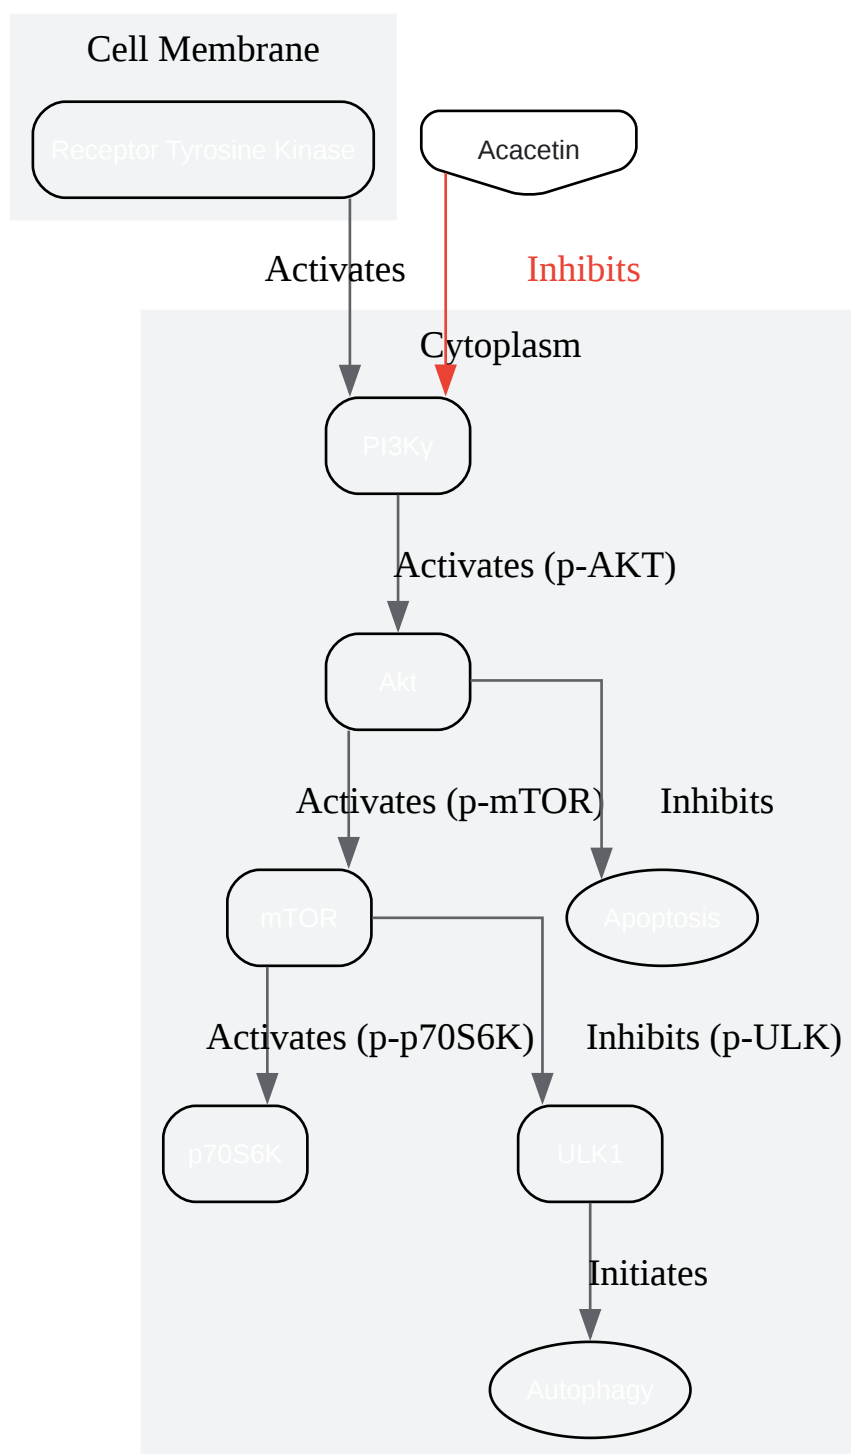 Cell Membrane
Receptor Tyrosine Kinase
Acacetin
Activates
Inhibits
Cytoplasm
PI3Kγ
Activates (p-AKT)
Akt
Activates (p-mTOR)
Inhibits
mTOR
Apoptosis
Activates (p-p70S6K)
Inhibits (p-ULK)
p70S6K
ULK1
Initiates
Autophagy